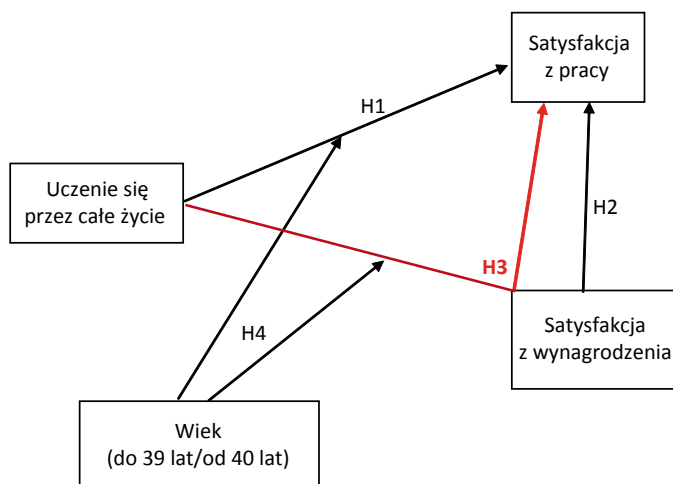 Satysfakcja
z pracy
H1
Uczenie się
przez całe życie
H2
H3
Satysfakcja
z wynagrodzenia
H4
Wiek
(do 39 lat/od 40 lat)